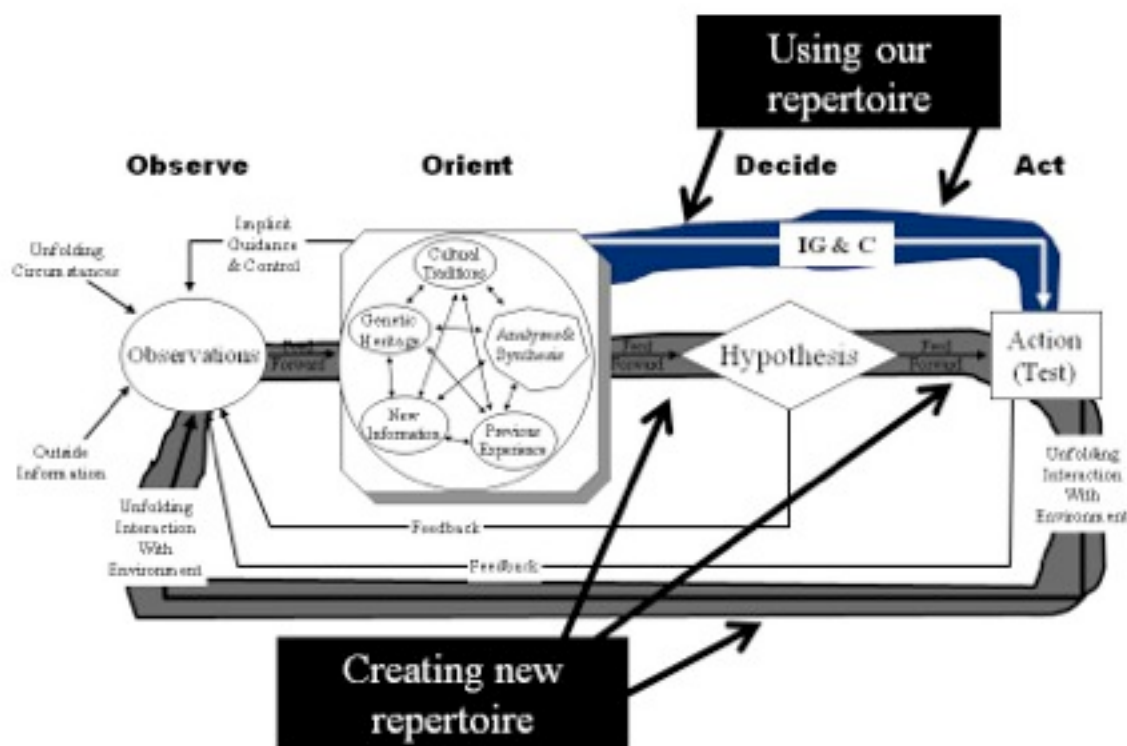 Using our
repertoire
Observe
Orient
Decide
Act
Implicit
Guidance
& Control
Unfolding
Circumstances
Observations
Outside
Information
Unfolding
Interaction
With
Environment
Feed
Forward
Cultural
Traditions
Genetic
Heritage
Analyses &
Synthesis
New
Information
Previous
Experience
IG & C
Feed
Forward
Hypothesis
Feed
Forward
Action
(Test)
Unfolding
Interaction
With
Environment
Feedback
Feedback
Creating new
repertoire